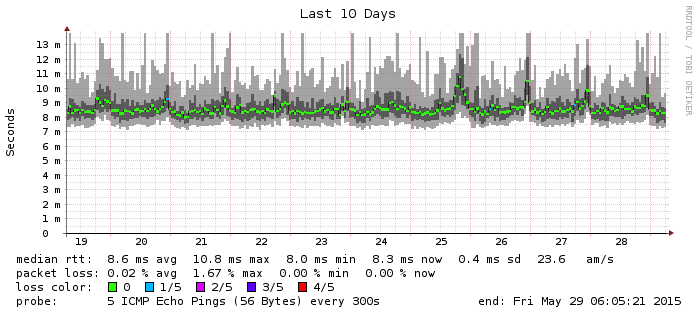 Last 10 Days
RRDTOOL / TOBI OETIKER
Seconds
13 m
12 m
11 m
10 m
9 m
8 m
7 m
6 m
5 m
4 m
3 m
2 m
1 m
0
19 20 21 22 23 24 25 26 27 28
median rtt: 8.6 ms avg 10.8 ms max 8.0 ms min 8.3 ms now 0.4 ms sd 23.6 am/s
packet loss: 0.02 % avg 1.67 % max 0.00 % min 0.00 % now
loss color: 0 1/5 2/5 3/5 4/5
probe: 5 ICMP Echo Pings (56 Bytes) every 300s end: Fri May 29 06:05:21 2015